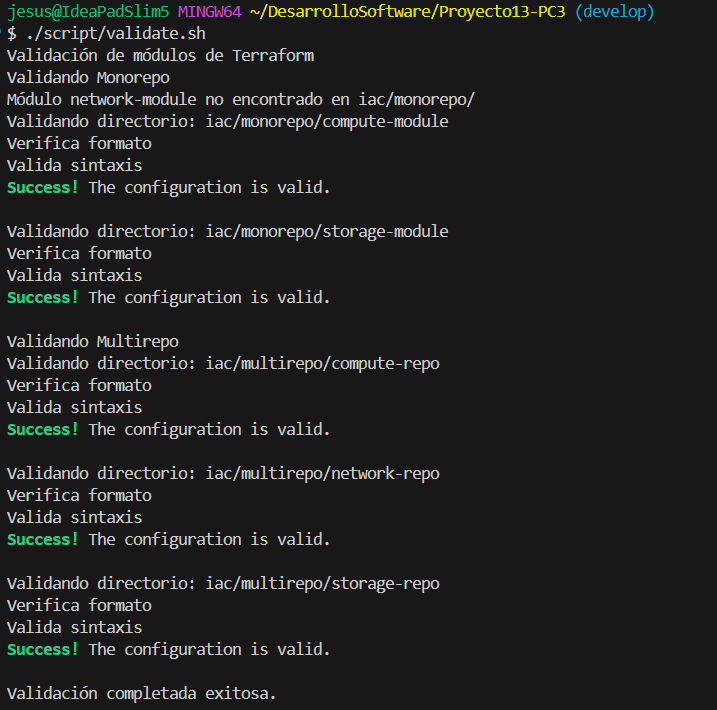 jesus@IdeaPadSlim5 MINGW64 ~/DesarrolloSoftware/Proyecto13-PC3 (develop)
$ ./script/validate.sh
Validación de módulos de Terraform
Validando Monorepo
Módulo network-module no encontrado en iac/monorepo/
Validando directorio: iac/monorepo/compute-module
Verifica formato
Valida sintaxis
Success! The configuration is valid.
Validando directorio: iac/monorepo/storage-module
Verifica formato
Valida sintaxis
Success! The configuration is valid.
Validando Multirepo
Validando directorio: iac/multirepo/compute-repo
Verifica formato
Valida sintaxis
Success! The configuration is valid.
Validando directorio: iac/multirepo/network-repo
Verifica formato
Valida sintaxis
Success! The configuration is valid.
Validando directorio: iac/multirepo/storage-repo
Verifica formato
Valida sintaxis
Success! The configuration is valid.
Validación completada exitosa.